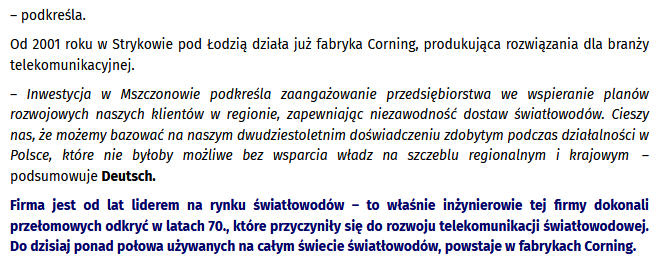 – podkreśla.
Od 2001 roku w Strykowie pod Łodzią działa już fabryka Corning, produkująca rozwiązania dla branży
telekomunikacyjnej.
– Inwestycja w Mszczonowie podkreśla zaangażowanie przedsiębiorstwa we wspieranie planów
rozwojowych naszych klientów w regionie, zapewniając niezawodność dostaw światłowodów. Cieszy
nas, że możemy bazować na naszym dwudziestoletnim doświadczeniu zdobytym podczas działalności w
Polsce, które nie byłoby możliwe bez wsparcia władz na szczeblu regionalnym i krajowym –
podsumowuje Deutsch.
Firma jest od lat liderem na rynku światłowodów – to właśnie inżynierowie tej firmy dokonali
przełomowych odkryć w latach 70., które przyczyniły się do rozwoju telekomunikacji światłowodowej.
Do dzisiaj ponad połowa używanych na całym świecie światłowodów, powstaje w fabrykach Corning.